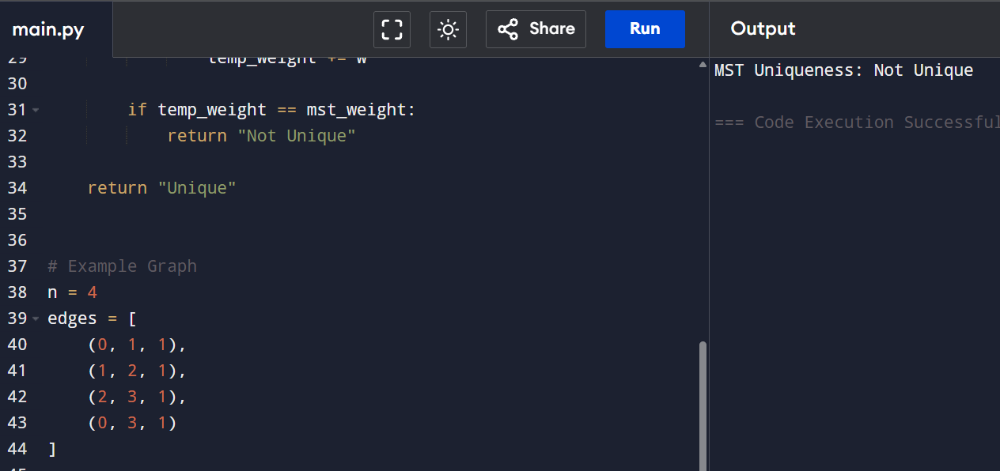 main.py
Share
Run
Output
29 temp_weight += w
30
31 if temp_weight == mst_weight:
32 return "Not Unique"
33
34 return "Unique"
35
36
37 # Example Graph
38 n = 4
39 edges = [
40 (0, 1, 1),
41 (1, 2, 1),
42 (2, 3, 1),
43 (0, 3, 1)
44 ]
45
MST Uniqueness: Not Unique
=== Code Execution Successful